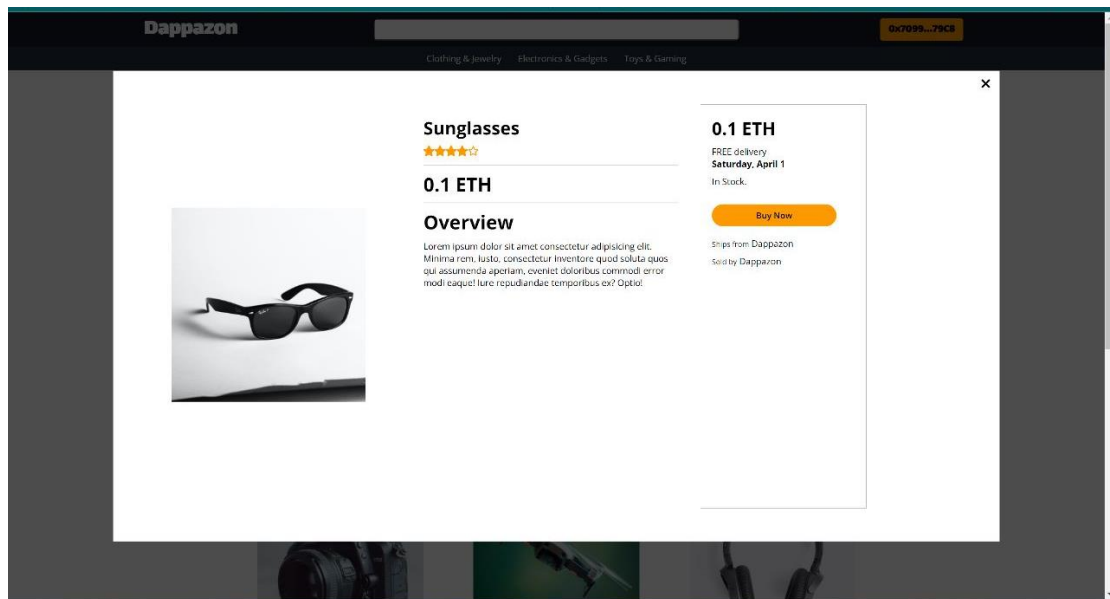 Dappazon
0x7099...79C8
Clothing & Jewelry Electronics & Gadgets Toys & Gaming
Sunglasses
0.1 ETH
Overview
Lorem ipsum dolor sit amet consectetur adipisicing elit.
Minima rem, iusto, consectetur inventore quod soluta quos
qui assumenda aperiam, eveniet doloribus commodi error
modi eaque! Iure repudiandae temporibus ex? Optio!
0.1 ETH
FREE delivery
Saturday, April 1
In Stock.
Buy Now
Ships from Dappazon
Sold by Dappazon